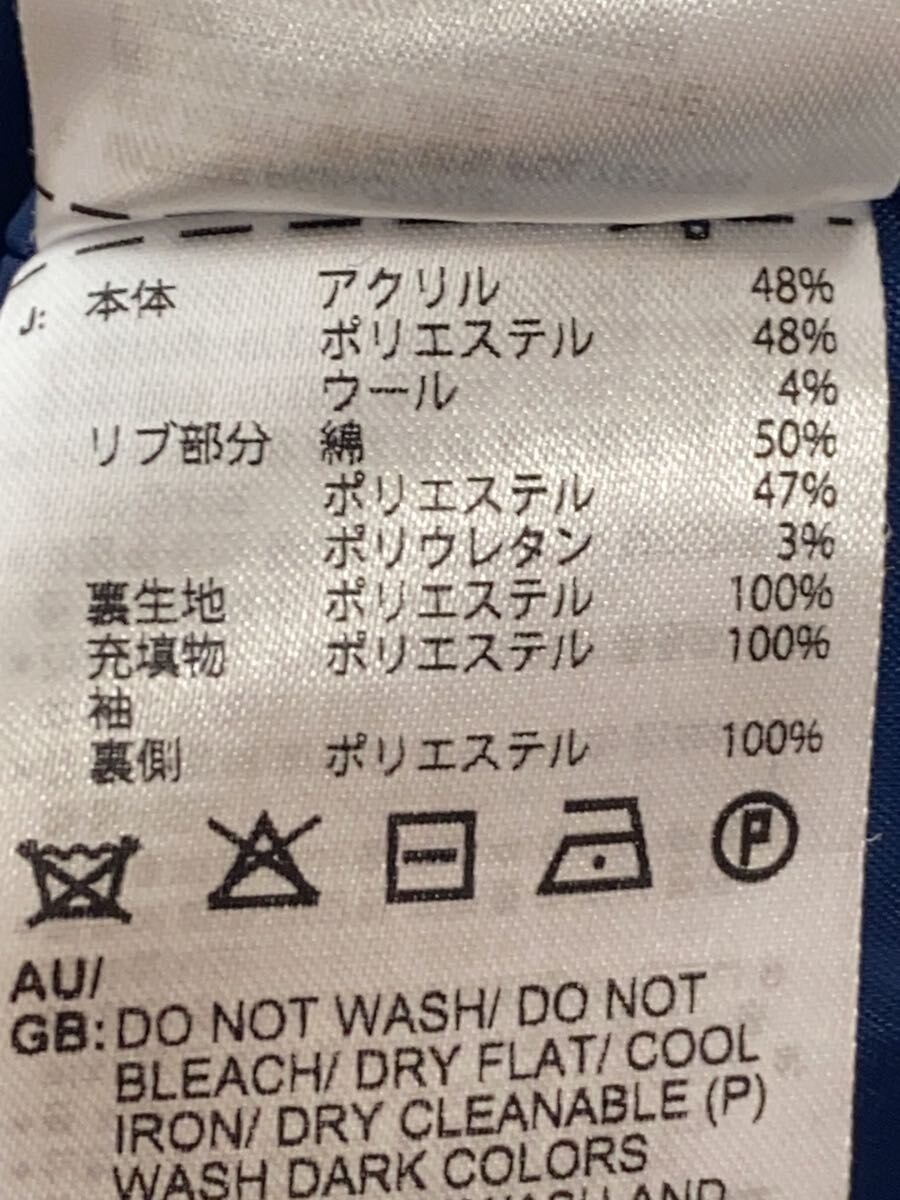 J: 本体 アクリル 48%
ポリエステル 48%
ウール 4%
リブ部分 綿 50%
ポリエステル 47%
ポリウレタン 3%
裏生地 ポリエステル 100%
充填物 ポリエステル 100%
袖
裏側 ポリエステル 100%
P
AU/
GB: DO NOT WASH/ DO NOT
BLEACH/ DRY FLAT/ COOL
IRON/ DRY CLEANABLE (P)
WASH DARK COLORS
WASH AND